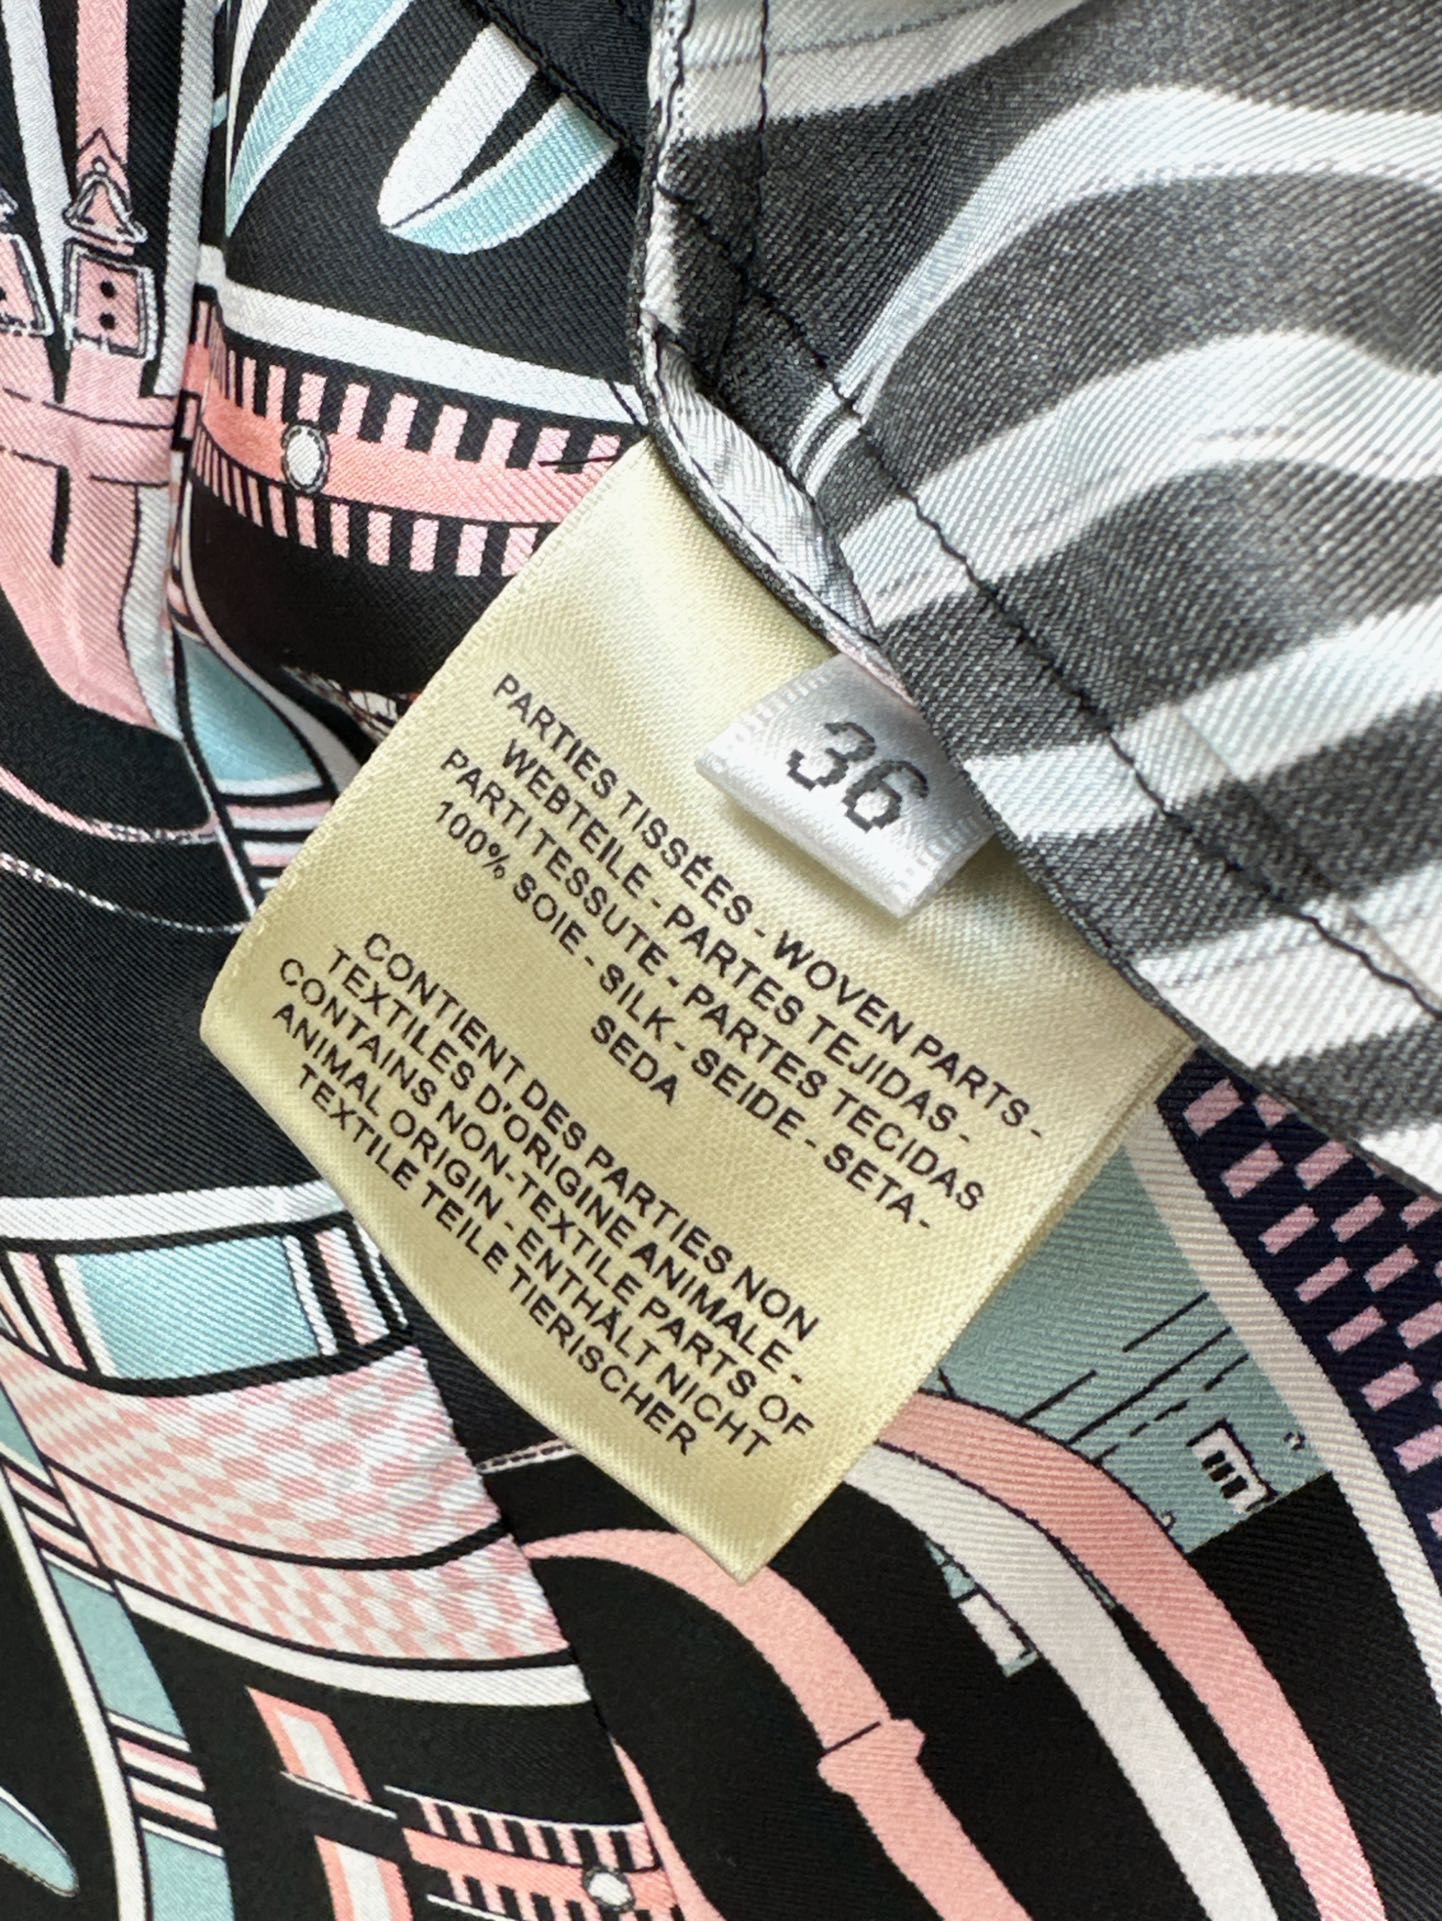 36
PARTIES TISSÉES - WOVEN PARTS -
WEBTEILE - PARTES TEJIDAS -
PARTI TESSUTE - PARTES TECIDAS
100% SOIE - SILK - SEIDE - SETA -
SEDA
CONTIENT DES PARTIES NON
TEXTILES D'ORIGINE ANIMALE -
CONTAINS NON-TEXTILE PARTS OF
ANIMAL ORIGIN - ENTHÄLT NICHT
TEXTILE TEILE TIERISCHER